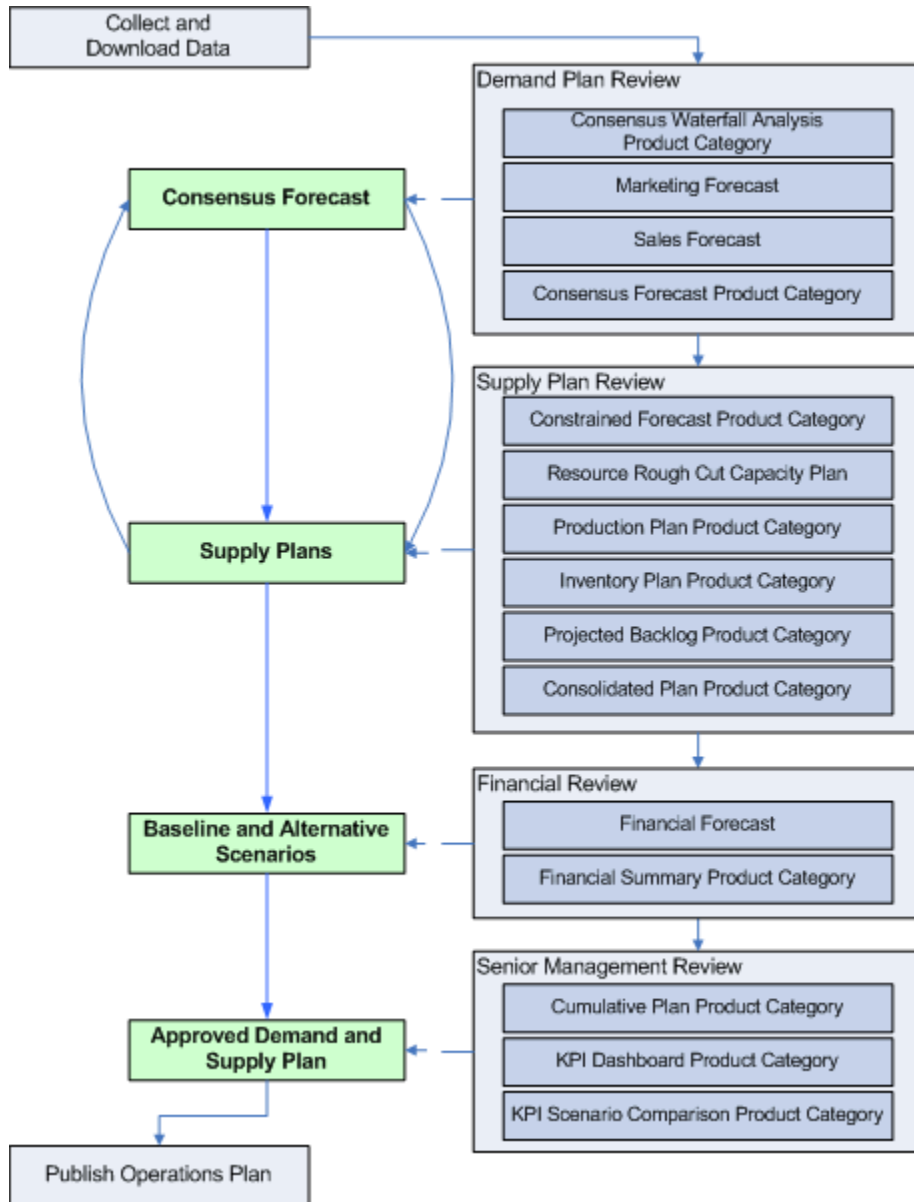 Collect and
Download Data
Demand Plan Review
Consensus Waterfall Analysis
Product Category
Marketing Forecast
Consensus Forecast
Sales Forecast
Consensus Forecast Product Category
Supply Plan Review
Constrained Forecast Product Category
Resource Rough Cut Capacity Plan
Production Plan Product Category
Supply Plans
Inventory Plan Product Category
Projected Backlog Product Category
Consolidated Plan Product Category
Financial Review
Financial Forecast
Baseline and Alternative
Scenarios
Financial Summary Product Category
Senior Management Review
Cumulative Plan Product Category
Approved Demand and
Supply Plan
KPI Dashboard Product Category
KPI Scenario Comparison Product Category
Publish Operations Plan